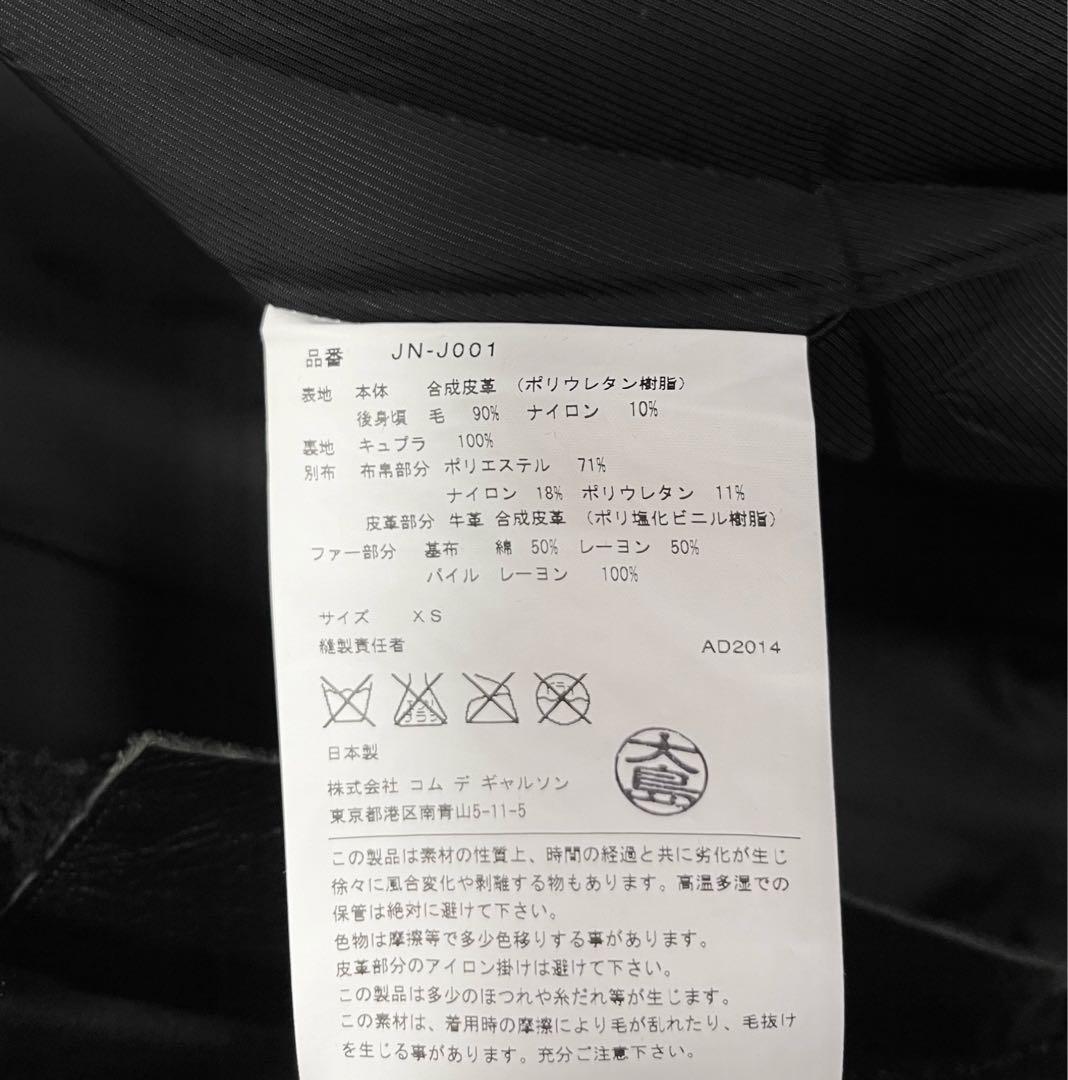 品番 JN-J001
表地 本体 合成皮革 (ポリウレタン樹脂)
後身頃 毛 90% ナイロン 10%
裏地 キュプラ 100%
別布 布帛部分 ポリエステル 71%
ナイロン 18% ポリウレタン 11%
皮革部分 牛革 合成皮革 (ポリ塩化ビニル樹脂)
ファー部分 基布 綿 50% レーヨン 50%
パイル レーヨン 100%
サイズ XS
縫製責任者 AD2014
エンソ サラシ ドライ
日本製
株式会社 コム デ ギャルソン
東京都港区南青山5-11-5
大島
この製品は素材の性質上、時間の経過と共に劣化が生じ
徐々に風合変化や剥離する物もあります。高温多湿での
保管は絶対に避けて下さい。
色物は摩擦等で多少色移りする事があります。
皮革部分のアイロン掛けは避けて下さい。
この製品は多少のほつれや糸だれ等が生じます。
この素材は、着用時の摩擦により毛が乱れたり、毛抜け
を生じる事があります。充分ご注意下さい。